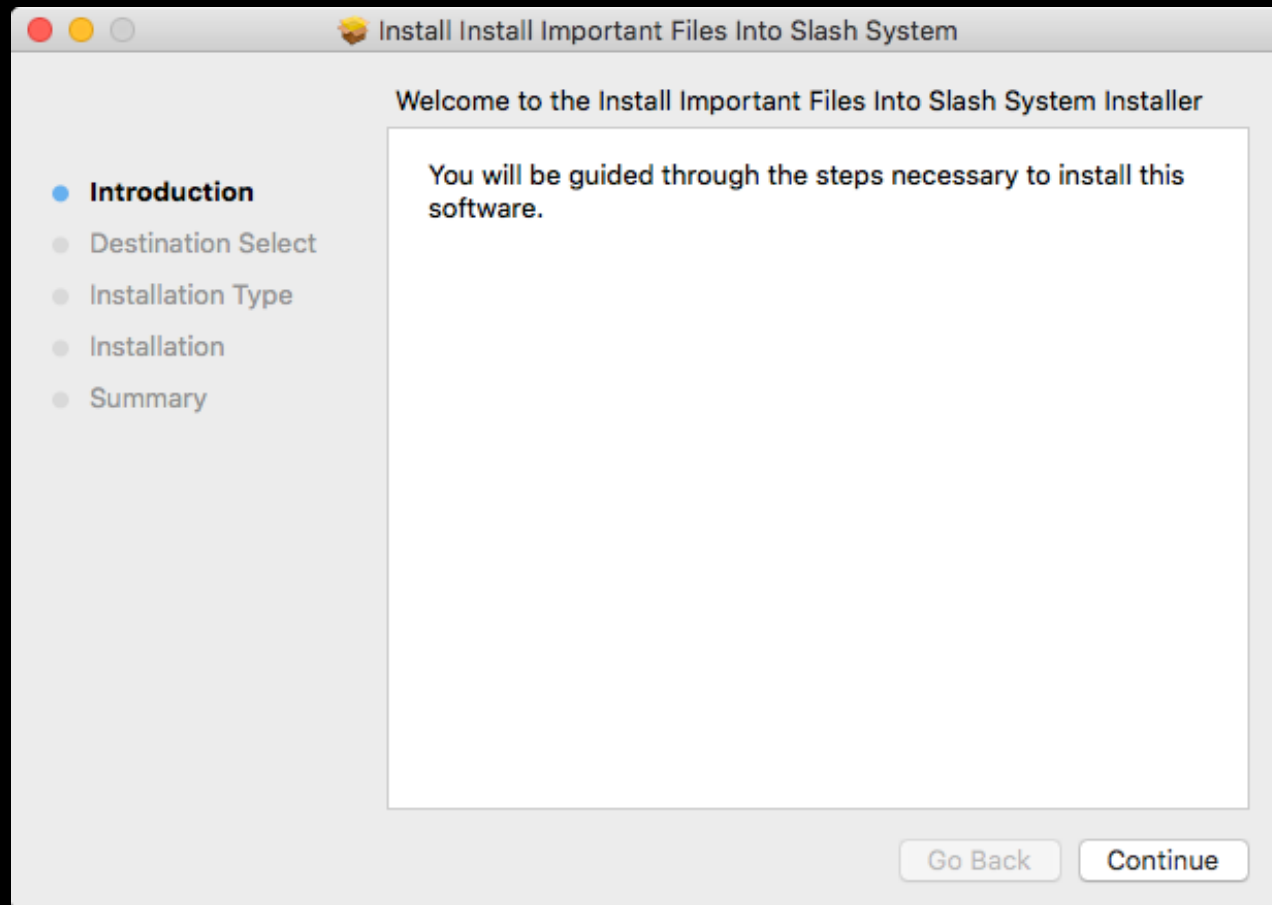 Install Install Important Files Into Slash System
Welcome to the Install Important Files Into Slash System Installer
Introduction
Destination Select
Installation Type
Installation
Summary
You will be guided through the steps necessary to install this
software.
Go Back
Continue